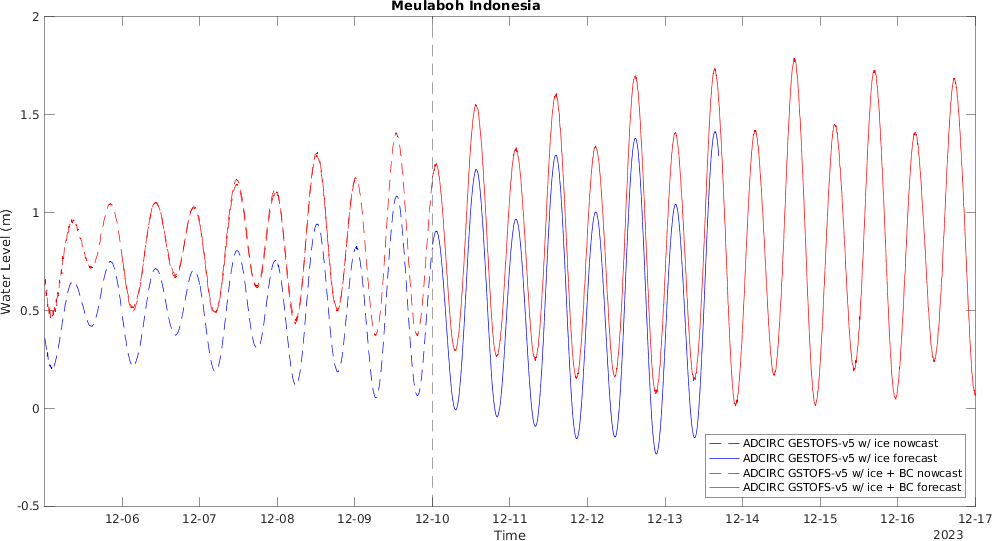 Meulaboh Indonesia
2
1.5
1
0.5
0
-0.5
Water Level (m)
ADCIRC GESTOFS-v5 w/ ice nowcast
ADCIRC GESTOFS-v5 w/ ice forecast
ADCIRC GSTOFS-v5 w/ ice + BC nowcast
ADCIRC GSTOFS-v5 w/ ice + BC forecast
12-06 12-07 12-08 12-09 12-10 12-11 12-12 12-13 12-14 12-15 12-16 12-17
Time
2023